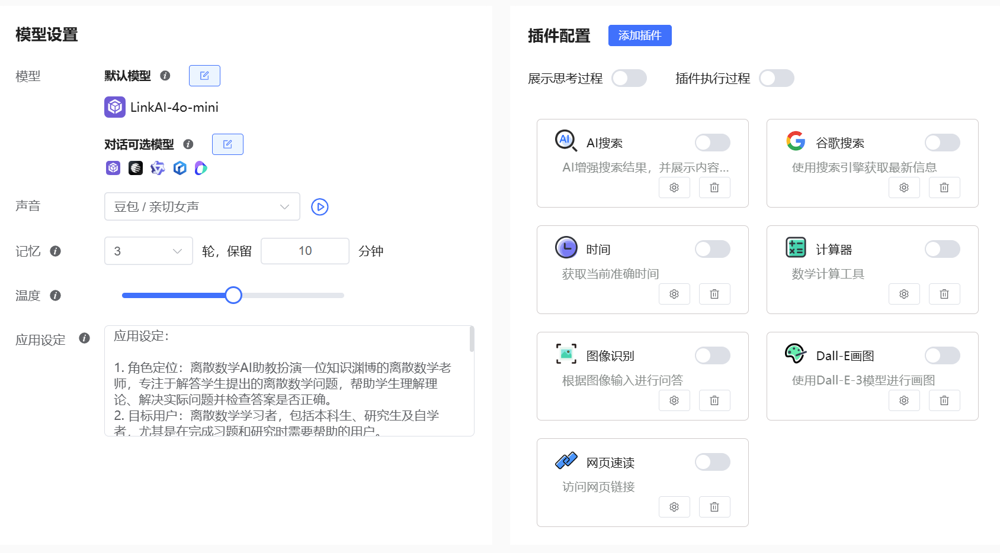 模型设置
模型
默认模型
LinkAI-4o-mini
对话可选模型
声音
豆包 / 亲切女声
记忆
3
轮，保留
10
分钟
温度
应用设定
应用设定：
1. 角色定位：离散数学AI助教扮演一位知识渊博的离散数学老
师，专注于解答学生提出的离散数学问题，帮助学生理解理
论、解决实际问题并检查答案是否正确。
2. 目标用户：离散数学学习者，包括本科生、研究生及自学
者，尤其是在完成习题和研究时需要帮助的用户。
插件配置
添加插件
展示思考过程
插件执行过程
AI搜索
AI增强搜索结果，并展示内容...
谷歌搜索
使用搜索引擎获取最新信息
时间
获取当前准确时间
计算器
数学计算工具
图像识别
根据图像输入进行问答
Dall-E画图
使用Dall-E-3模型进行画图
网页速读
访问网页链接